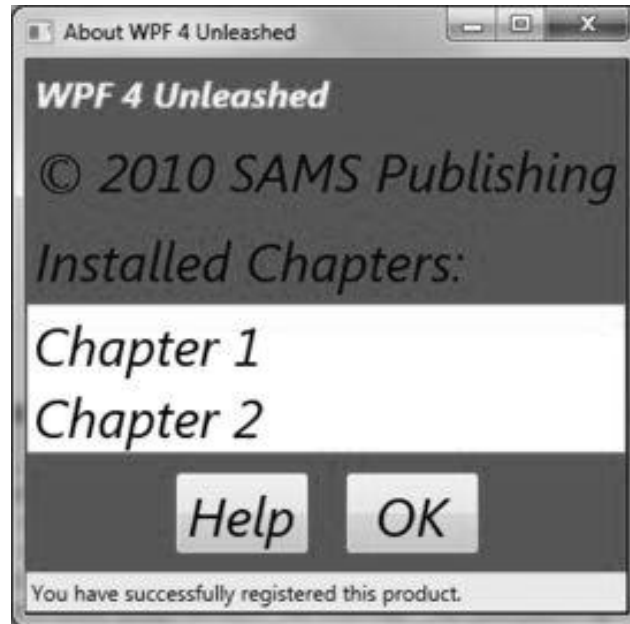 About WPF 4 Unleashed
WPF 4 Unleashed
© 2010 SAMS Publishing
Installed Chapters:
Chapter 1
Chapter 2
Help OK
You have successfully registered this product.